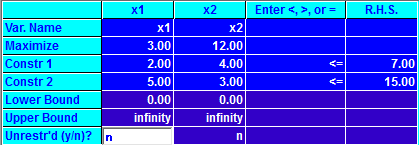 x1 x2 Enter <, >, or = R.H.S.
Var. Name x1 x2
Maximize 3.00 12.00
Constr 1 2.00 4.00 <= 7.00
Constr 2 5.00 3.00 <= 15.00
Lower Bound 0.00 0.00
Upper Bound infinity infinity
Unrestr'd (y/n)? n n